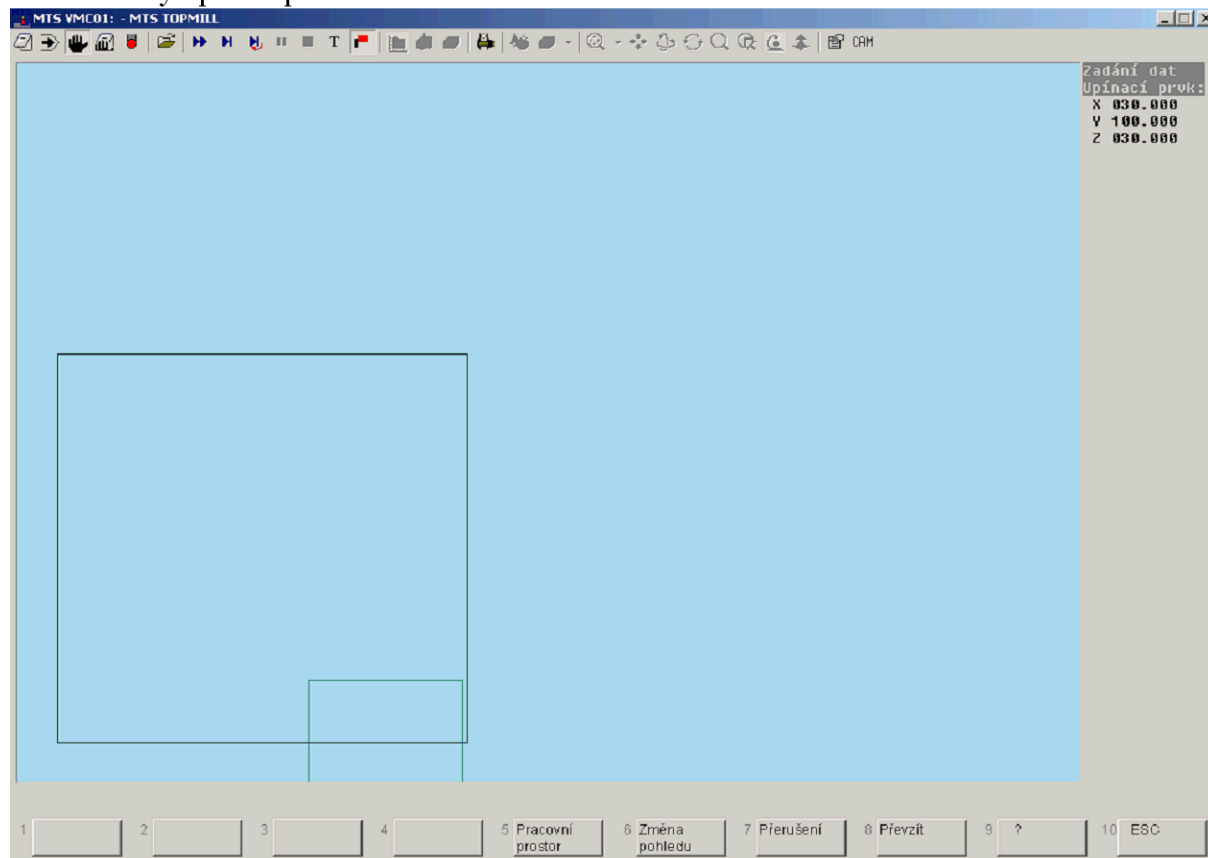 MTS VMC01: - MTS TOPMILL
T
CAM
Zadání dat
Upínací prvk:
X 030.000
Y 100.000
Z 030.000
1
2
3
4
5 Pracovní
prostor
6 Změna
pohledu
7 Přerušení
8 Převzít
9 ?
10 ESC